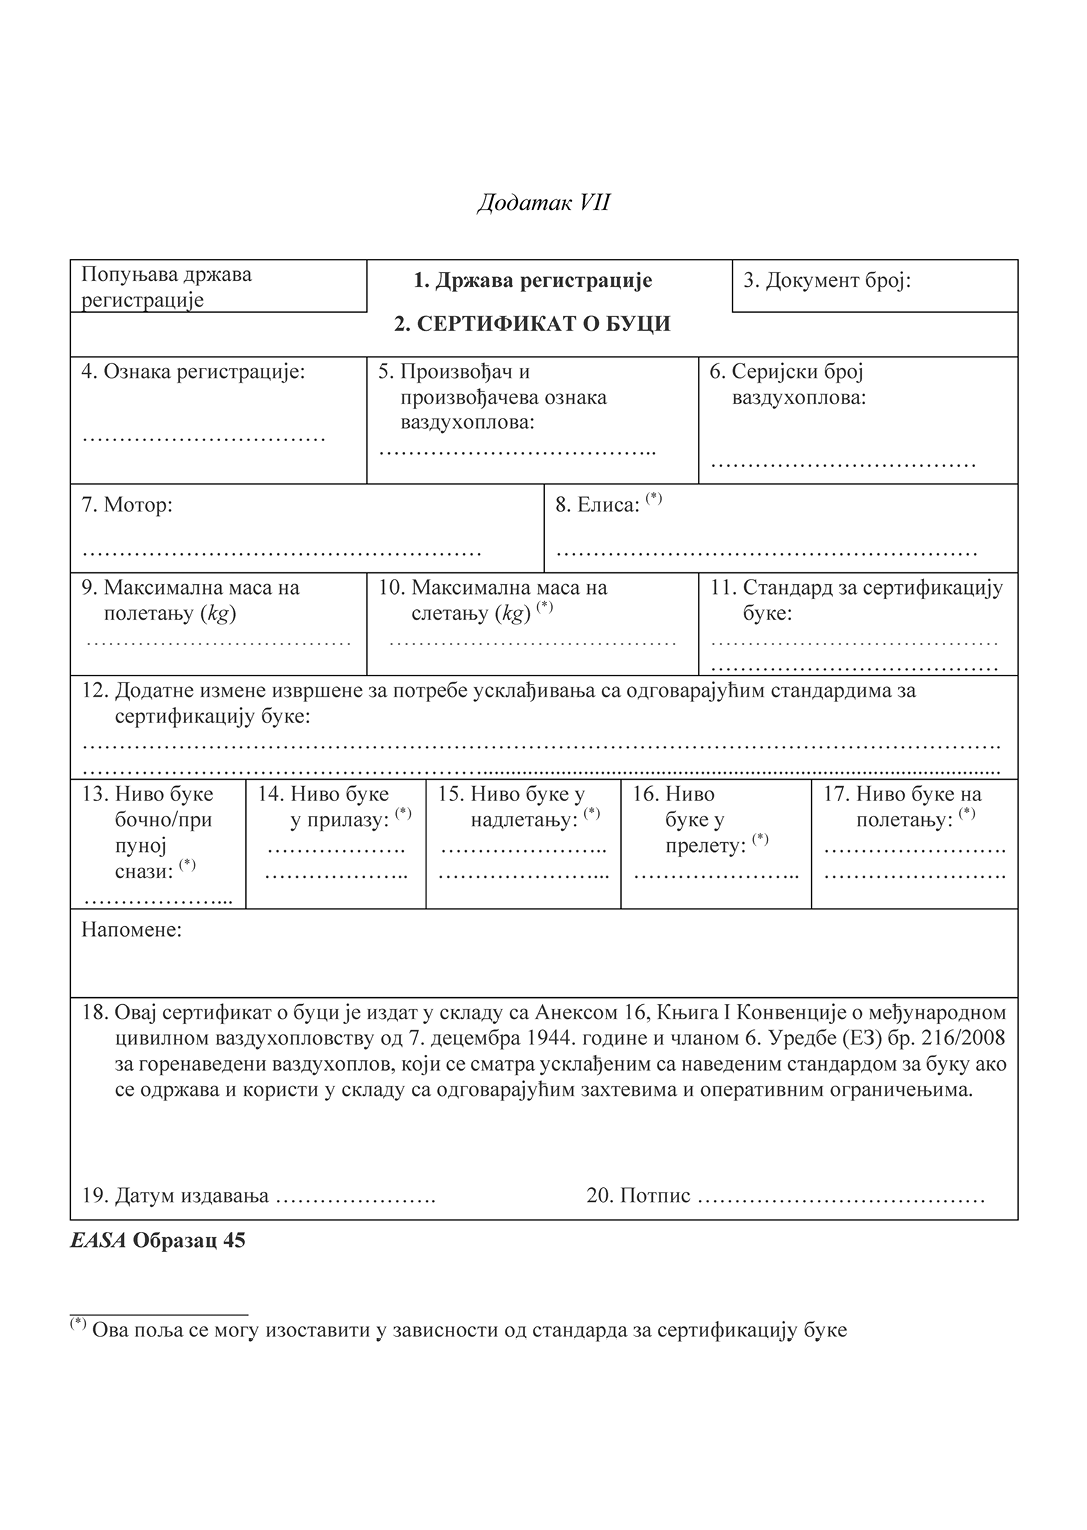 Додатак VII
Попуњава држава
регистрације
1. Држава регистрације
3. Документ број:
2. СЕРТИФИКАТ О БУЦИ
4. Ознака регистрације:
………………………………
5. Произвођач и
произвођачева ознака
ваздухоплова:
………………………………..
6. Серијски број
ваздухоплова:
………………………………
7. Мотор:
………………………………………………
8. Елиса: (*)
…………………………………………………
9. Максимална маса на
полетању (kg)
………………………………
10. Максимална маса на
слетању (kg) (*)
…………………………………
11. Стандард за сертификацију
буке:
…………………………………
…………………………………
12. Додатне измене извршене за потребе усклађивања са одговарајућим стандардима за
сертификацију буке:
…………………………………………………………………………………………………………….
………………………………………………...............................................................................................
13. Ниво буке
бочно/при
пуној
снази: (*)
………………...
14. Ниво буке
у прилазу: (*)
……………….
………………..
15. Ниво буке у
надлетању: (*)
…………………..
…………………...
16. Ниво
буке у
прелету: (*)
…………………..
17. Ниво буке на
полетању: (*)
…………………….
…………………….
Напомене:
18. Овај сертификат о буци је издат у складу са Анексом 16, Књига I Конвенције о међународном
цивилном ваздухопловству од 7. децембра 1944. године и чланом 6. Уредбе (ЕЗ) бр. 216/2008
за горенаведени ваздухоплов, који се сматра усклађеним са наведеним стандардом за буку ако
се одржава и користи у складу са одговарајућим захтевима и оперативним ограничењима.
19. Датум издавања ………………….
20. Потпис …………………………………
EASA Образац 45
(*) Ова поља се могу изоставити у зависности од стандарда за сертификацију буке